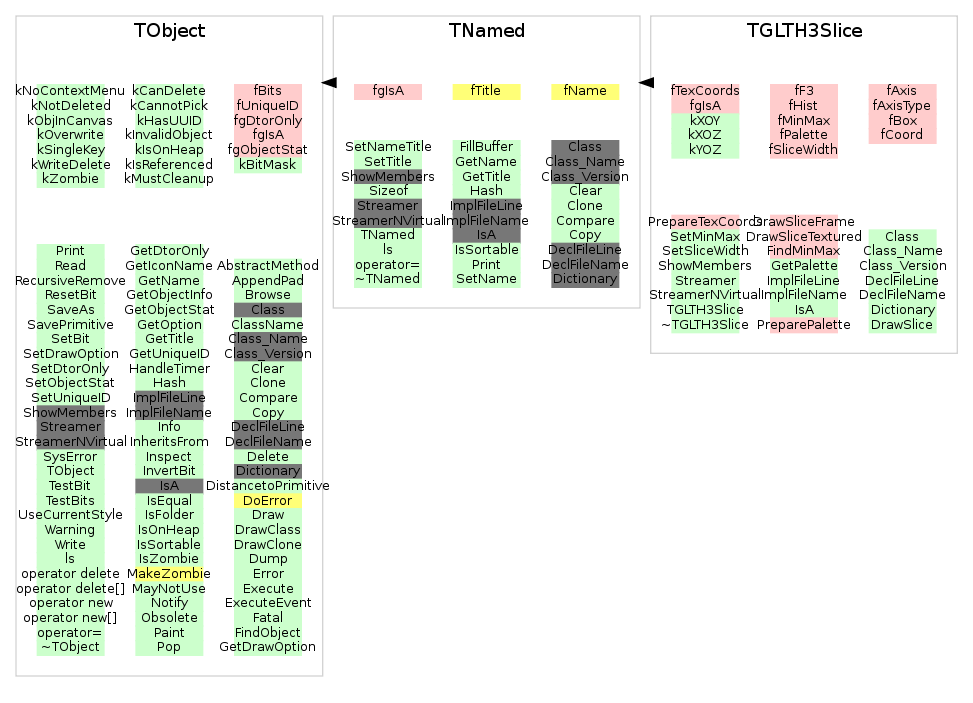 TObject
kNoContextMenu
kNotDeleted
kObjInCanvas
kOverwrite
kSingleKey
kWriteDelete
kZombie
kCanDelete
kCannotPick
kHasUUID
kInvalidObject
kIsOnHeap
kIsReferenced
kMustCleanup
fBits
fUniqueID
fgDtorOnly
fgIsA
fgObjectStat
kBitMask
Print
Read
RecursiveRemove
ResetBit
SaveAs
SavePrimitive
SetBit
SetDrawOption
SetDtorOnly
SetObjectStat
SetUniqueID
ShowMembers
Streamer
StreamerNVirtual
SysError
TObject
TestBit
TestBits
UseCurrentStyle
Warning
Write
ls
operator delete
operator delete[]
operator new
operator new[]
operator=
~TObject
GetDtorOnly
GetIconName
GetName
GetObjectInfo
GetObjectStat
GetOption
GetTitle
GetUniqueID
HandleTimer
Hash
ImplFileLine
ImplFileName
Info
InheritsFrom
Inspect
InvertBit
IsA
IsEqual
IsFolder
IsOnHeap
IsSortable
IsZombie
MakeZombie
MayNotUse
Notify
Obsolete
Paint
Pop
AbstractMethod
AppendPad
Browse
Class
ClassName
Class_Name
Class_Version
Clear
Clone
Compare
Copy
DeclFileLine
DeclFileName
Delete
Dictionary
DistancetoPrimitive
DoError
Draw
DrawClass
DrawClone
Dump
Error
Execute
ExecuteEvent
Fatal
FindObject
GetDrawOption
TNamed
fgIsA
fTitle
fName
SetNameTitle
SetTitle
ShowMembers
Sizeof
Streamer
StreamerNVirtual
TNamed
ls
operator=
~TNamed
FillBuffer
GetName
GetTitle
Hash
ImplFileLine
ImplFileName
IsA
IsSortable
Print
SetName
Class
Class_Name
Class_Version
Clear
Clone
Compare
Copy
DeclFileLine
DeclFileName
Dictionary
TGLTH3Slice
fTexCoords
fgIsA
kXOY
kXOZ
kYOZ
fF3
fHist
fMinMax
fPalette
fSliceWidth
fAxis
fAxisType
fBox
fCoord
PrepareTexCoords
SetMinMax
SetSliceWidth
ShowMembers
Streamer
StreamerNVirtual
TGLTH3Slice
~TGLTH3Slice
DrawSliceFrame
DrawSliceTextured
FindMinMax
GetPalette
ImplFileLine
ImplFileName
IsA
PreparePalette
Class
Class_Name
Class_Version
DeclFileLine
DeclFileName
Dictionary
DrawSlice